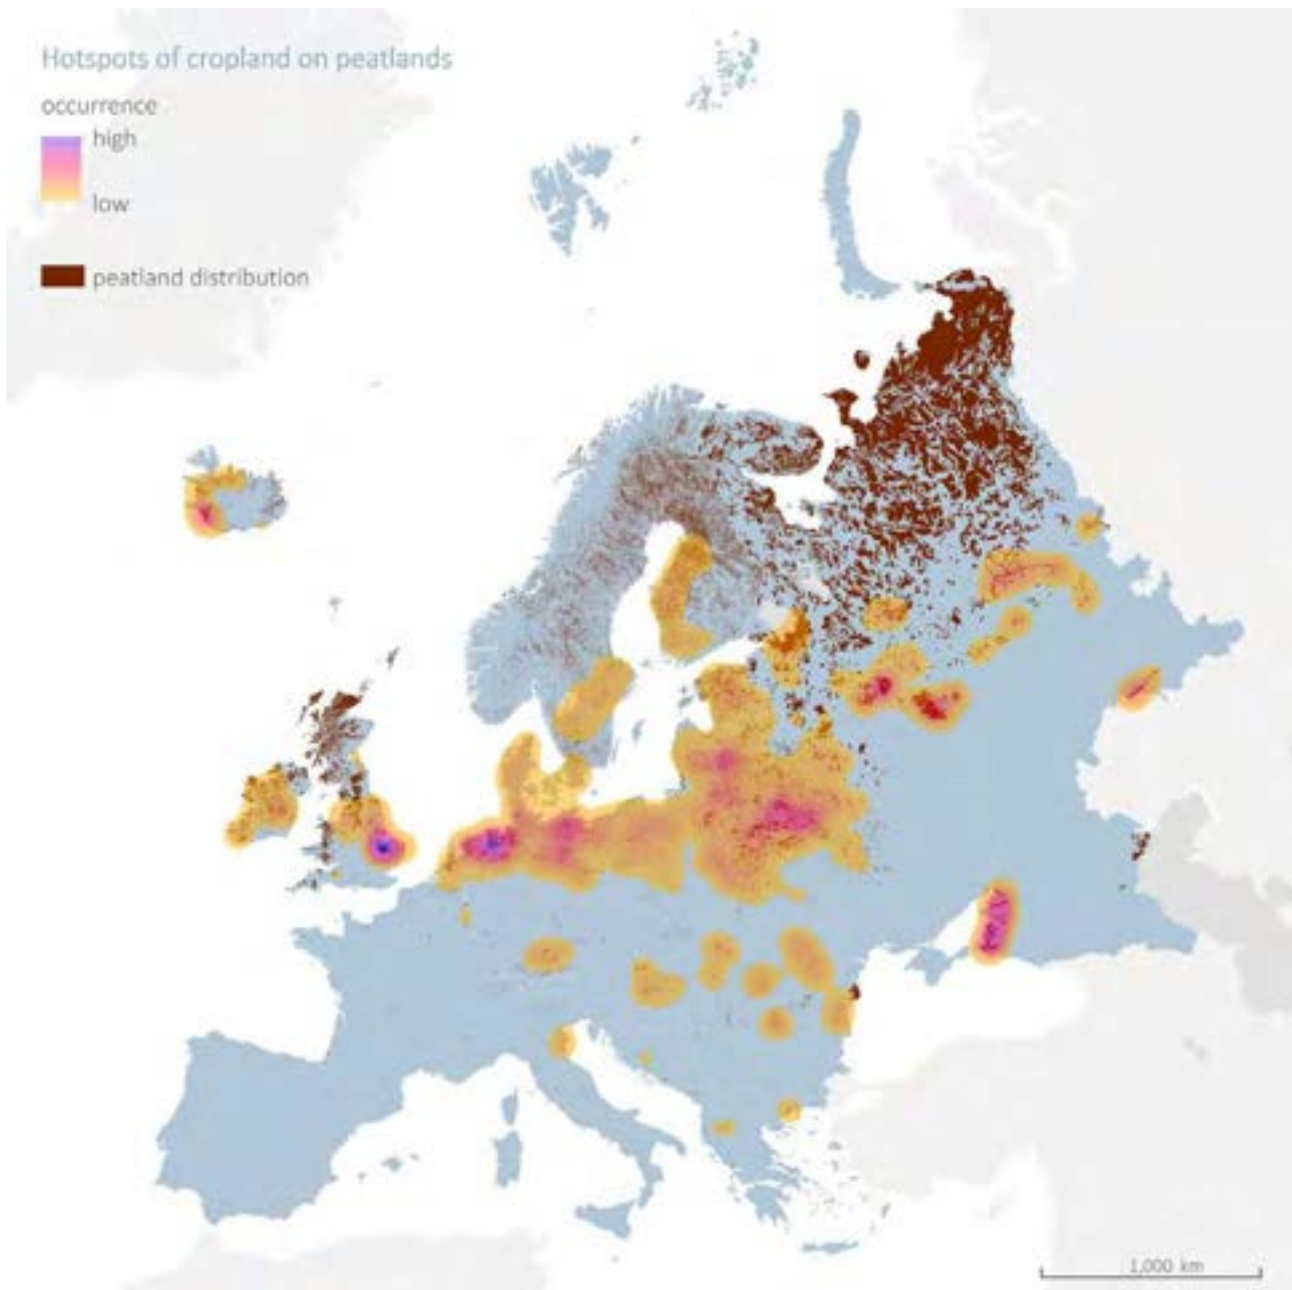 Hotspots of cropland on peatlands
occurrence
high
low
peatland distribution
1,000 km